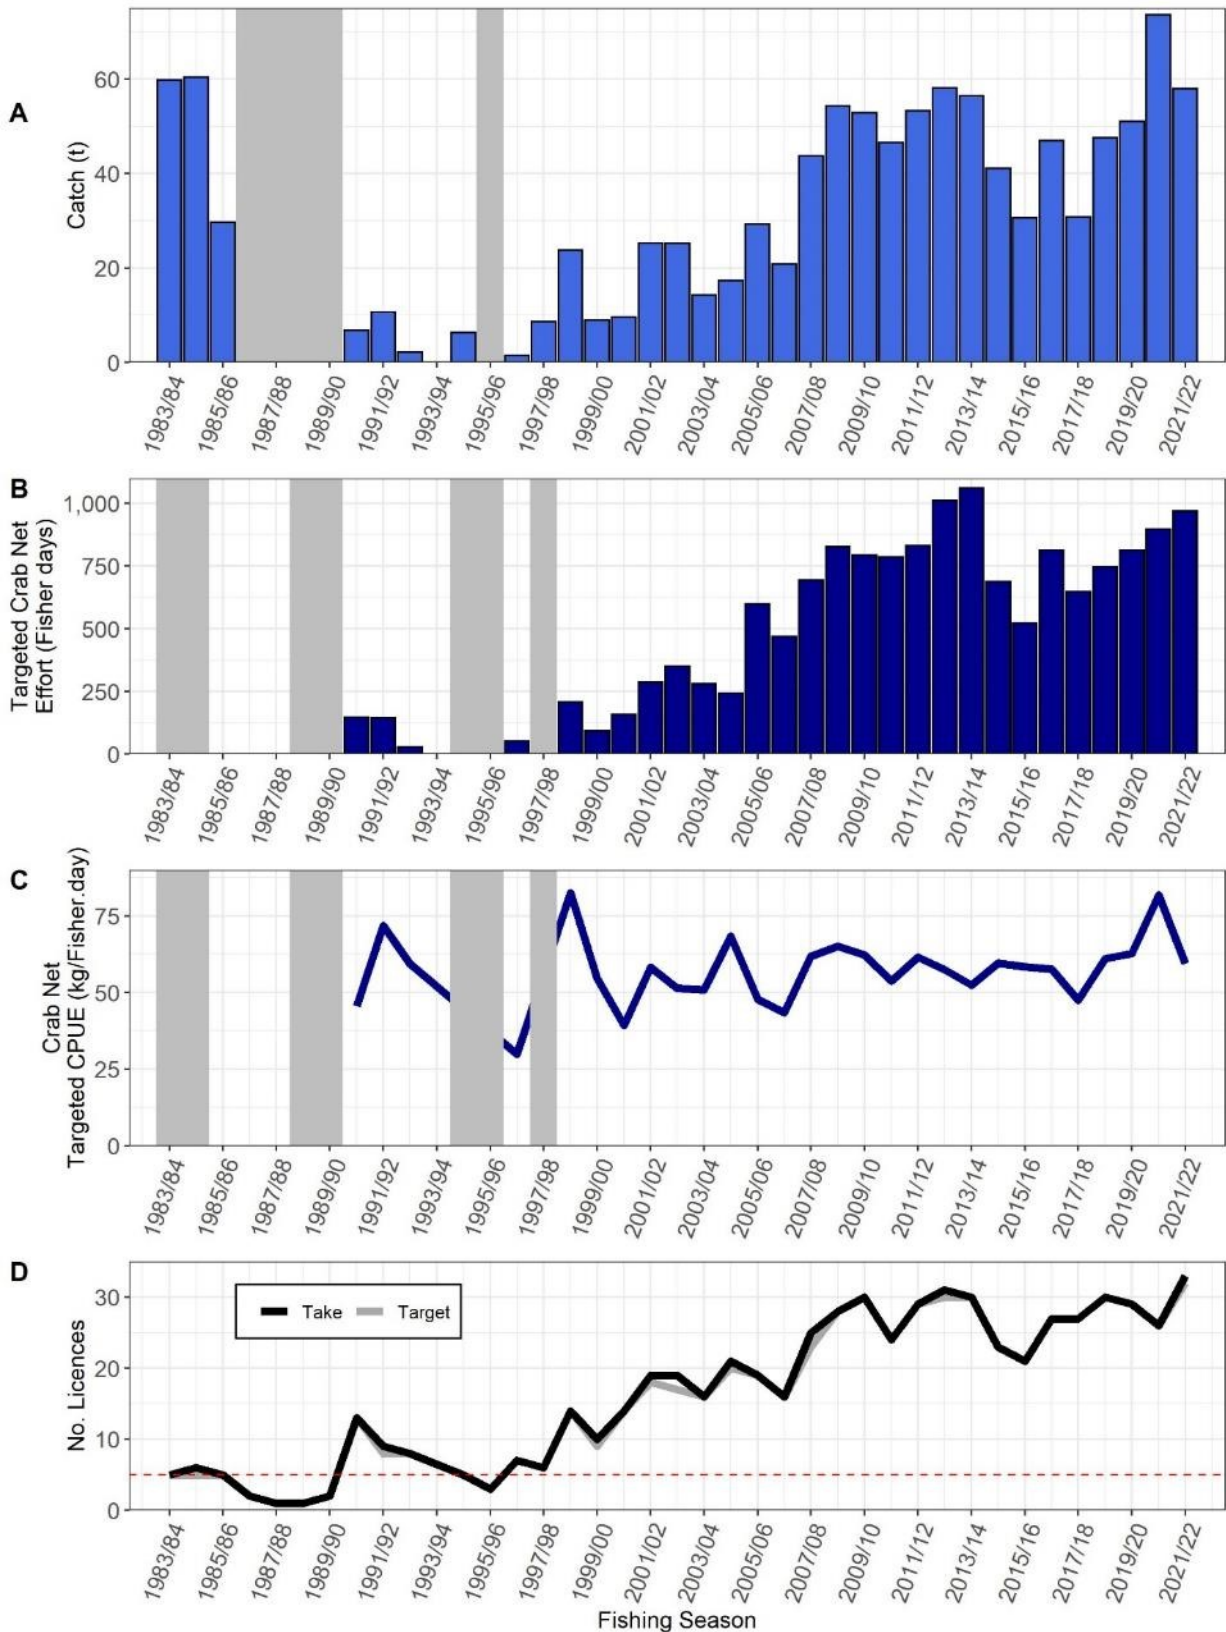 A
Catch (t)
60
40
20
0
1983/84 1985/86 1987/88 1989/90 1991/92 1993/94 1995/96 1997/98 1999/00 2001/02 2003/04 2005/06 2007/08 2009/10 2011/12 2013/14 2015/16 2017/18 2019/20 2021/22
B
Targeted Crab Net
Effort (Fisher days)
1,000
750
500
250
0
1983/84 1985/86 1987/88 1989/90 1991/92 1993/94 1995/96 1997/98 1999/00 2001/02 2003/04 2005/06 2007/08 2009/10 2011/12 2013/14 2015/16 2017/18 2019/20 2021/22
C
Crab Net
Targeted CPUE (kg/Fisher.day)
75
50
25
0
1983/84 1985/86 1987/88 1989/90 1991/92 1993/94 1995/96 1997/98 1999/00 2001/02 2003/04 2005/06 2007/08 2009/10 2011/12 2013/14 2015/16 2017/18 2019/20 2021/22
D
No. Licences
30
20
10
0
Take Target
1983/84 1985/86 1987/88 1989/90 1991/92 1993/94 1995/96 1997/98 1999/00 2001/02 2003/04 2005/06 2007/08 2009/10 2011/12 2013/14 2015/16 2017/18 2019/20 2021/22
Fishing Season